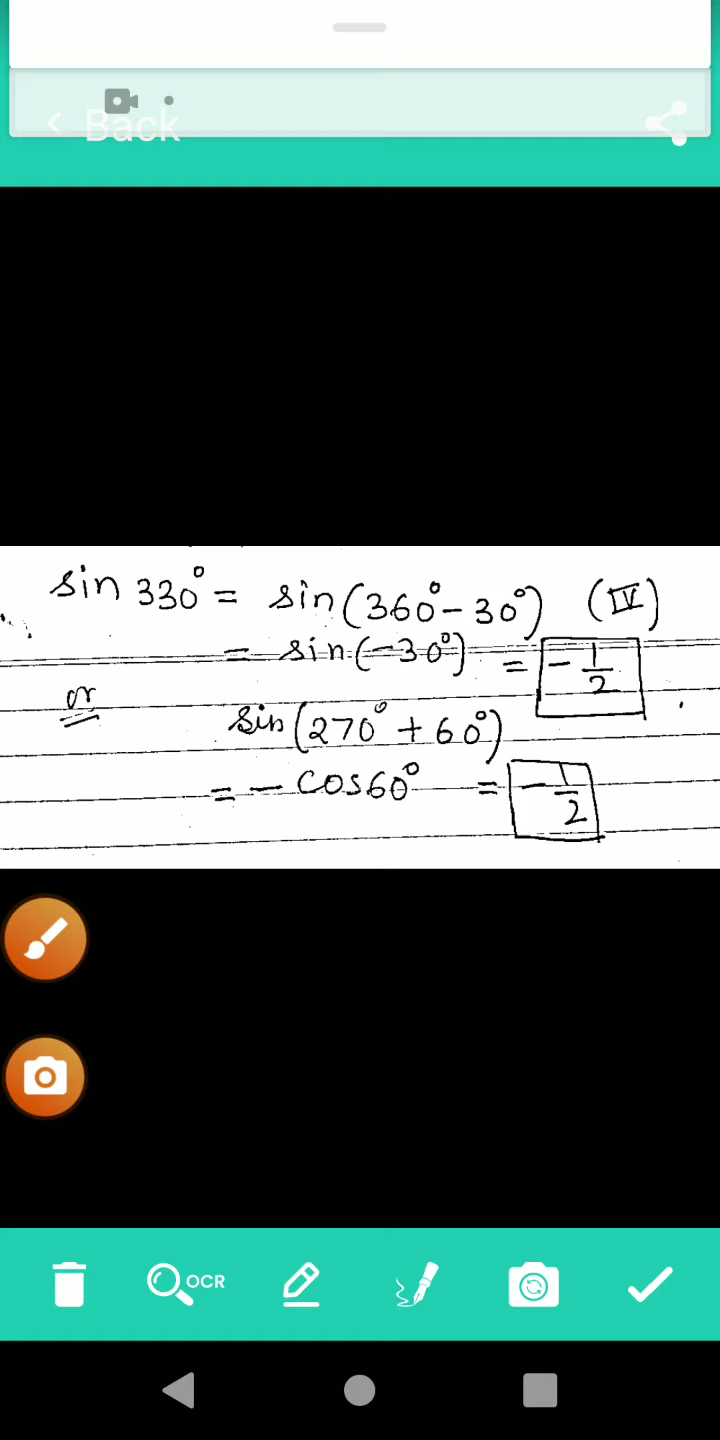 Back
sin 330° = sin(360° - 30°) (IV)
= sin(-30°) = -1/2
or
sin(270° + 60°)
= - cos60° = -1/2
OCR